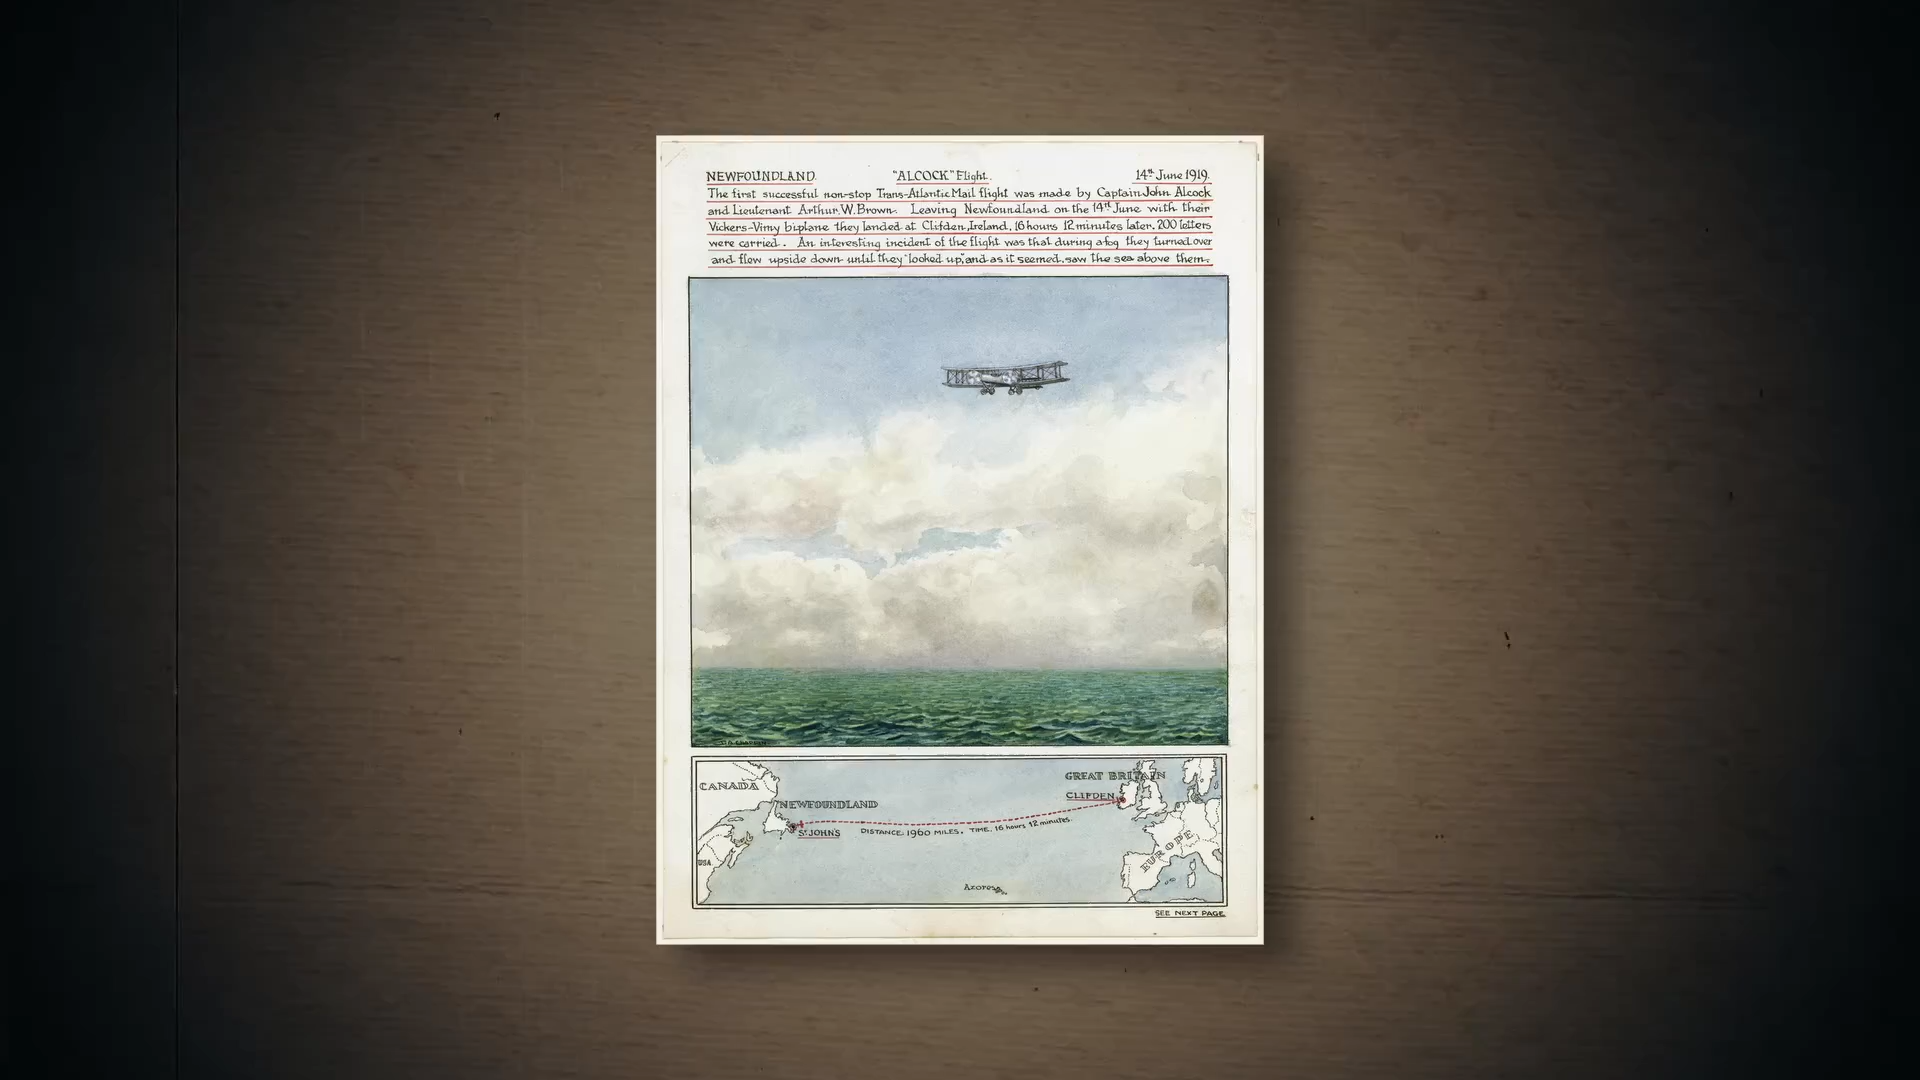 NEWFOUNDLAND. "ALCOCK" Flight. 14th June 1919.
The first successful non-stop Trans-Atlantic Mail flight was made by Captain John Alcock
and Lieutenant Arthur.W.Brown. Leaving Newfoundland on the 14th June with their
Vickers-Vimy biplane they landed at Clifden, Ireland, 16 hours 12 minutes later. 200 letters
were carried. An interesting incident of the flight was that during a fog they turned over
and flew upside down until they "looked up", and as it seemed, saw the sea above them.
CANADA
NEWFOUNDLAND
ST JOHN'S
USA
DISTANCE. 1960 MILES. TIME. 16 hours 12 minutes.
GREAT BRITAIN
CLIFDEN
EUROPE
Azores
SEE NEXT PAGE